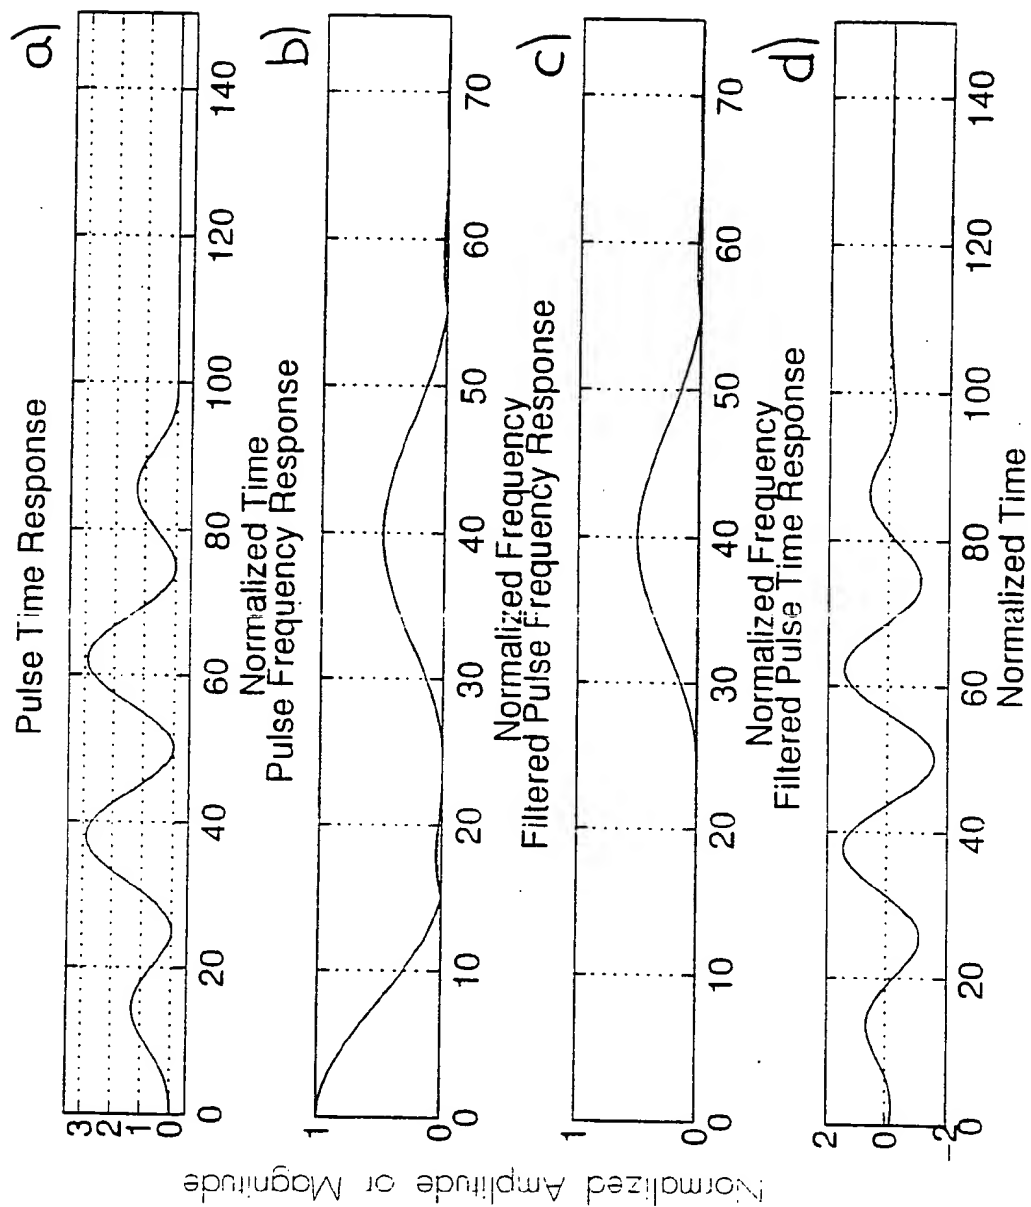 Pulse Time Response
a)
3
2
1
0
0 20 40 60 80 100 120 140
Normalized Time
Pulse Frequency Response
b)
1
0
0 10 20 30 40 50 60 70
Normalized Frequency
Filtered Pulse Frequency Response
c)
1
0
0 10 20 30 40 50 60 70
Normalized Frequency
Filtered Pulse Time Response
d)
2
0
-2
0 20 40 60 80 100 120 140
Normalized Time
Normalized Amplitude or Magnitude